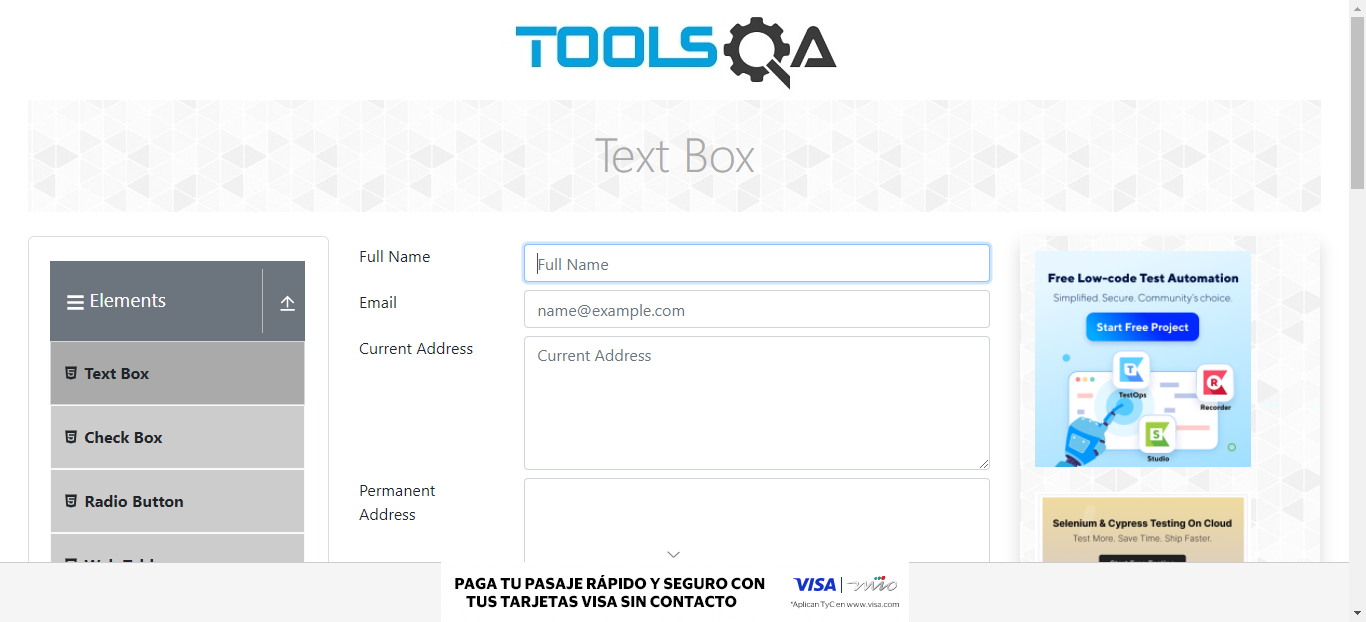 TOOLSQA
Text Box
Elements
Text Box
Check Box
Radio Button
Full Name
Full Name
Email
name@example.com
Current Address
Current Address
Permanent
Address
Free Low-code Test Automation
Simplified. Secure. Community's choice.
Start Free Project
T
TestOps
R
Recorder
S
Studio
Selenium & Cypress Testing On Cloud
Test More. Save Time. Ship Faster.
PAGA TU PASAJE RÁPIDO Y SEGURO CON
TUS TARJETAS VISA SIN CONTACTO
VISA | mio
*Aplican TyC en www.visa.com